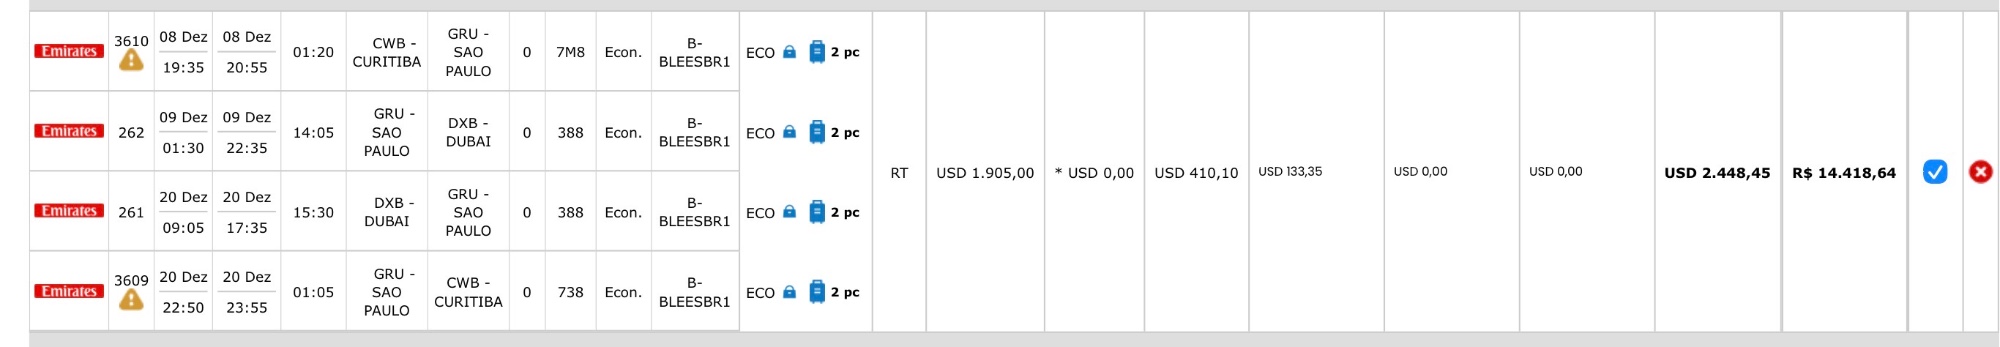 Emirates 3610 08 Dez 19:35 08 Dez 20:55 01:20 CWB - CURITIBA GRU - SAO PAULO 0 7M8 Econ. B-BLEESBR1 ECO 2 pc
Emirates 262 09 Dez 01:30 09 Dez 22:35 14:05 GRU - SAO PAULO DXB - DUBAI 0 388 Econ. B-BLEESBR1 ECO 2 pc
Emirates 261 20 Dez 09:05 20 Dez 17:35 15:30 DXB - DUBAI GRU - SAO PAULO 0 388 Econ. B-BLEESBR1 ECO 2 pc
Emirates 3609 20 Dez 22:50 20 Dez 23:55 01:05 GRU - SAO PAULO CWB - CURITIBA 0 738 Econ. B-BLEESBR1 ECO 2 pc
RT USD 1.905,00 * USD 0,00 USD 410,10 USD 133,35 USD 0,00 USD 0,00 USD 2.448,45 R$ 14.418,64